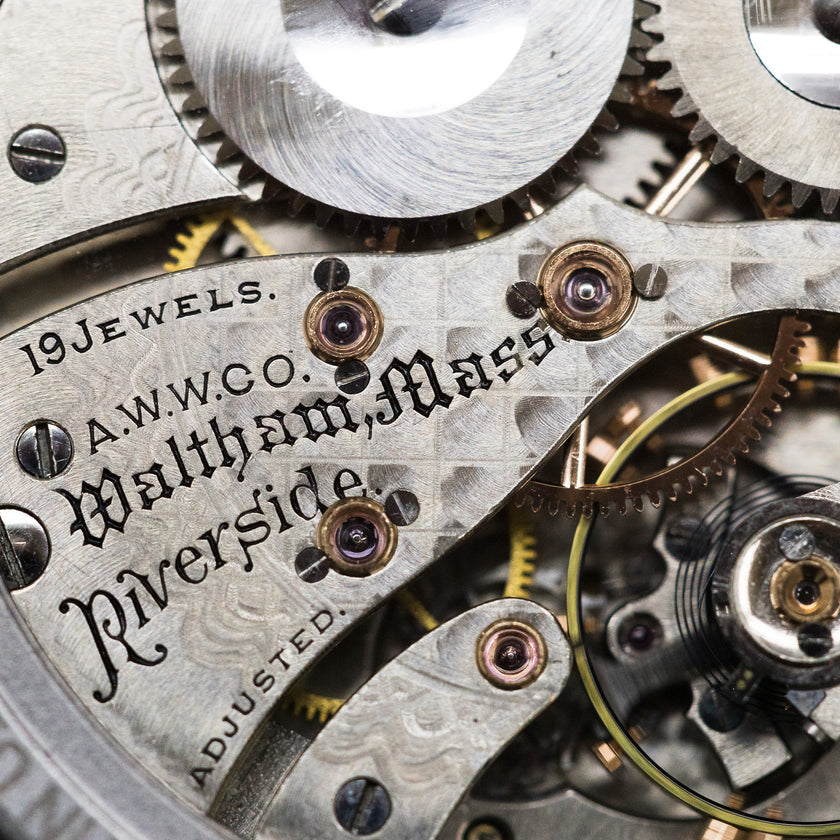 19 JEWELS.
A.W.W.CO.
Waltham, Mass.
Riverside.
ADJUSTED.